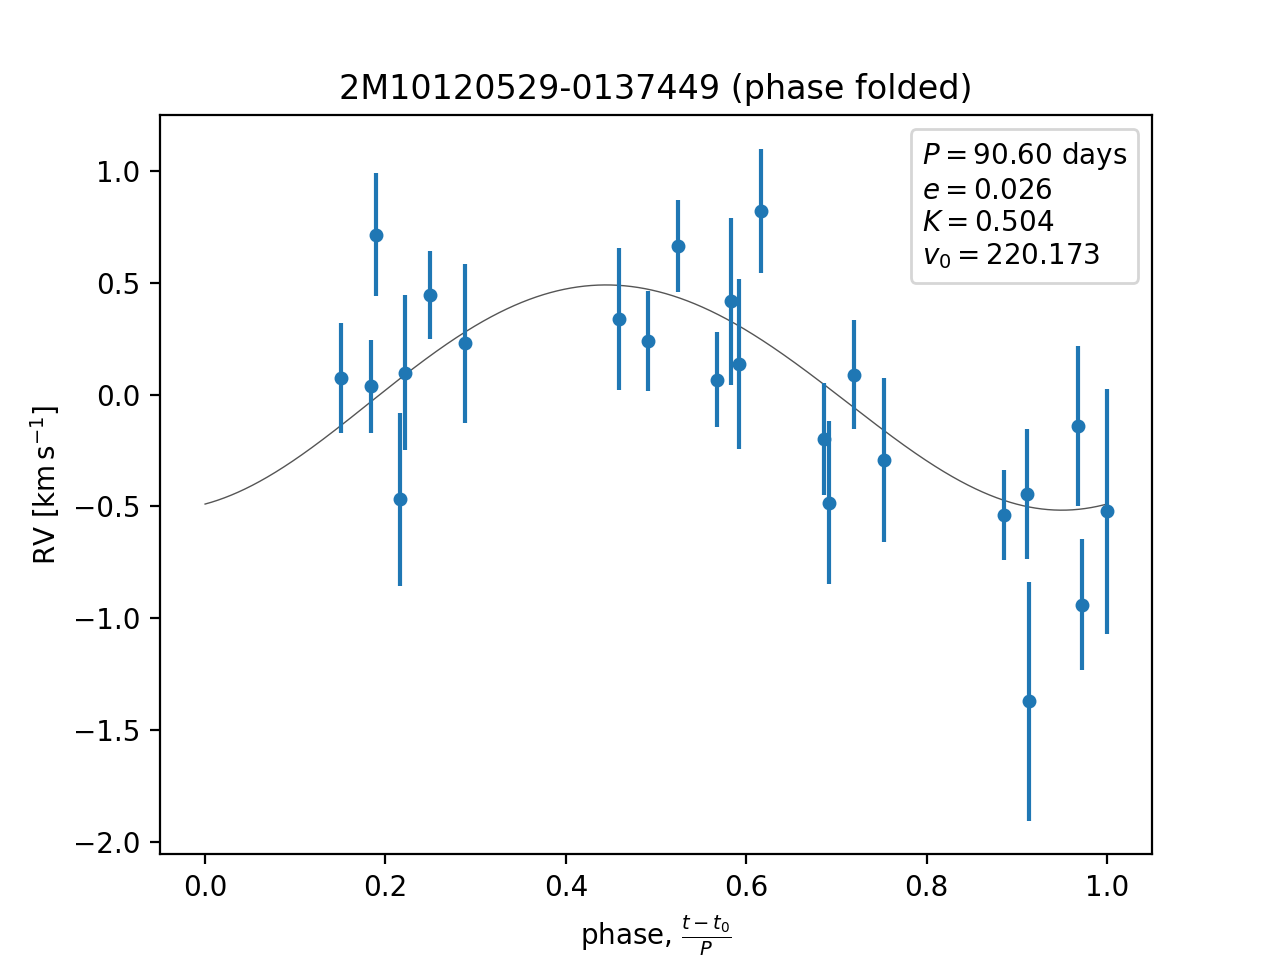 2M10120529-0137449 (phase folded)
P = 90.60 days
e = 0.026
K = 0.504
v₀ = 220.173
RV [km s⁻¹]
1.0
0.5
0.0
−0.5
−1.0
−1.5
−2.0
0.0 0.2 0.4 0.6 0.8 1.0
phase, (t − t₀)/P